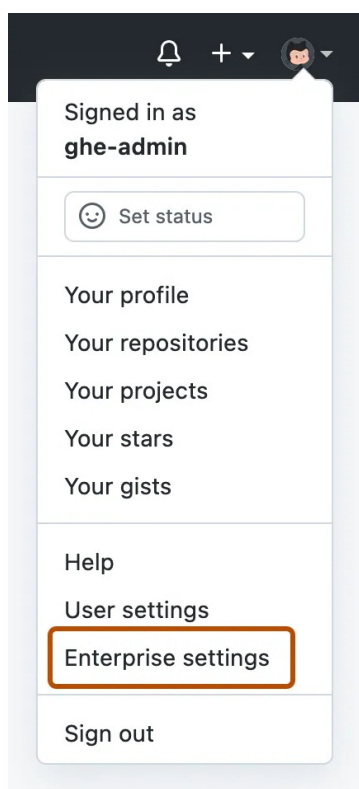 Signed in as
ghe-admin
Set status
Your profile
Your repositories
Your projects
Your stars
Your gists
Help
User settings
Enterprise settings
Sign out